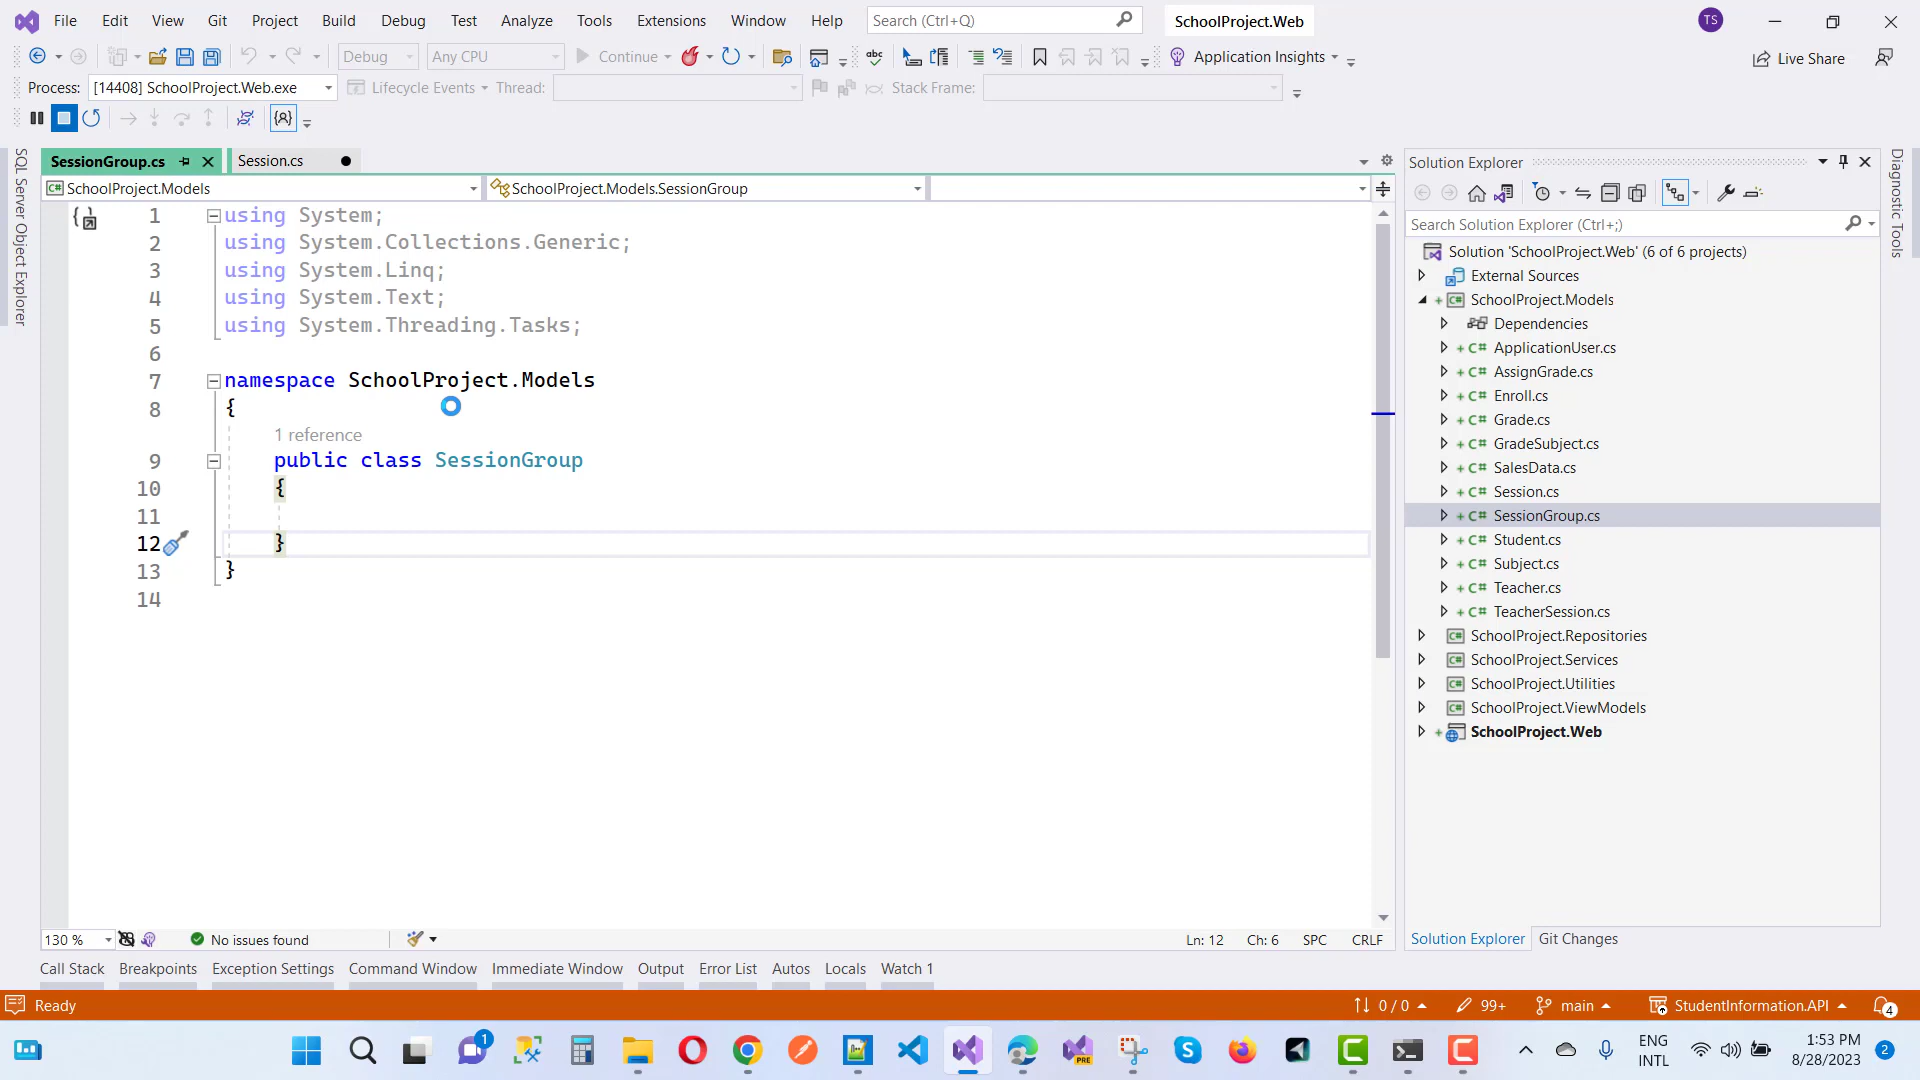 File Edit View Git Project Build Debug Test Analyze Tools Extensions Window Help Search (Ctrl+Q) SchoolProject.Web TS
Debug Any CPU Continue Application Insights Live Share
Process: [14408] SchoolProject.Web.exe Lifecycle Events Thread: Stack Frame:
SQL Server Object Explorer
SessionGroup.cs Session.cs
SchoolProject.Models SchoolProject.Models.SessionGroup
1 using System;
2 using System.Collections.Generic;
3 using System.Linq;
4 using System.Text;
5 using System.Threading.Tasks;
6
7 namespace SchoolProject.Models
8 {
1 reference
9 public class SessionGroup
10 {
11
12 }
13 }
14
130 % No issues found Ln: 12 Ch: 6 SPC CRLF
Solution Explorer
Search Solution Explorer (Ctrl+;)
Solution 'SchoolProject.Web' (6 of 6 projects)
External Sources
+ C# SchoolProject.Models
Dependencies
+ C# ApplicationUser.cs
+ C# AssignGrade.cs
+ C# Enroll.cs
+ C# Grade.cs
+ C# GradeSubject.cs
+ C# SalesData.cs
+ C# Session.cs
+ C# SessionGroup.cs
+ C# Student.cs
+ C# Subject.cs
+ C# Teacher.cs
+ C# TeacherSession.cs
C# SchoolProject.Repositories
C# SchoolProject.Services
C# SchoolProject.Utilities
C# SchoolProject.ViewModels
+ SchoolProject.Web
Solution Explorer Git Changes
Diagnostic Tools
Call Stack Breakpoints Exception Settings Command Window Immediate Window Output Error List Autos Locals Watch 1
Ready 0 / 0 99+ main StudentInformation.API 4
1 PRE ENG INTL 1:53 PM 8/28/2023 2